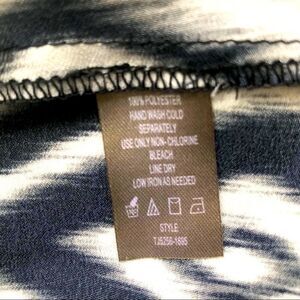 100% POLYESTER
HAND WASH COLD
SEPARATELY
USE ONLY NON-CHLORINE
BLEACH
LINE DRY
LOW IRON AS NEEDED
STYLE